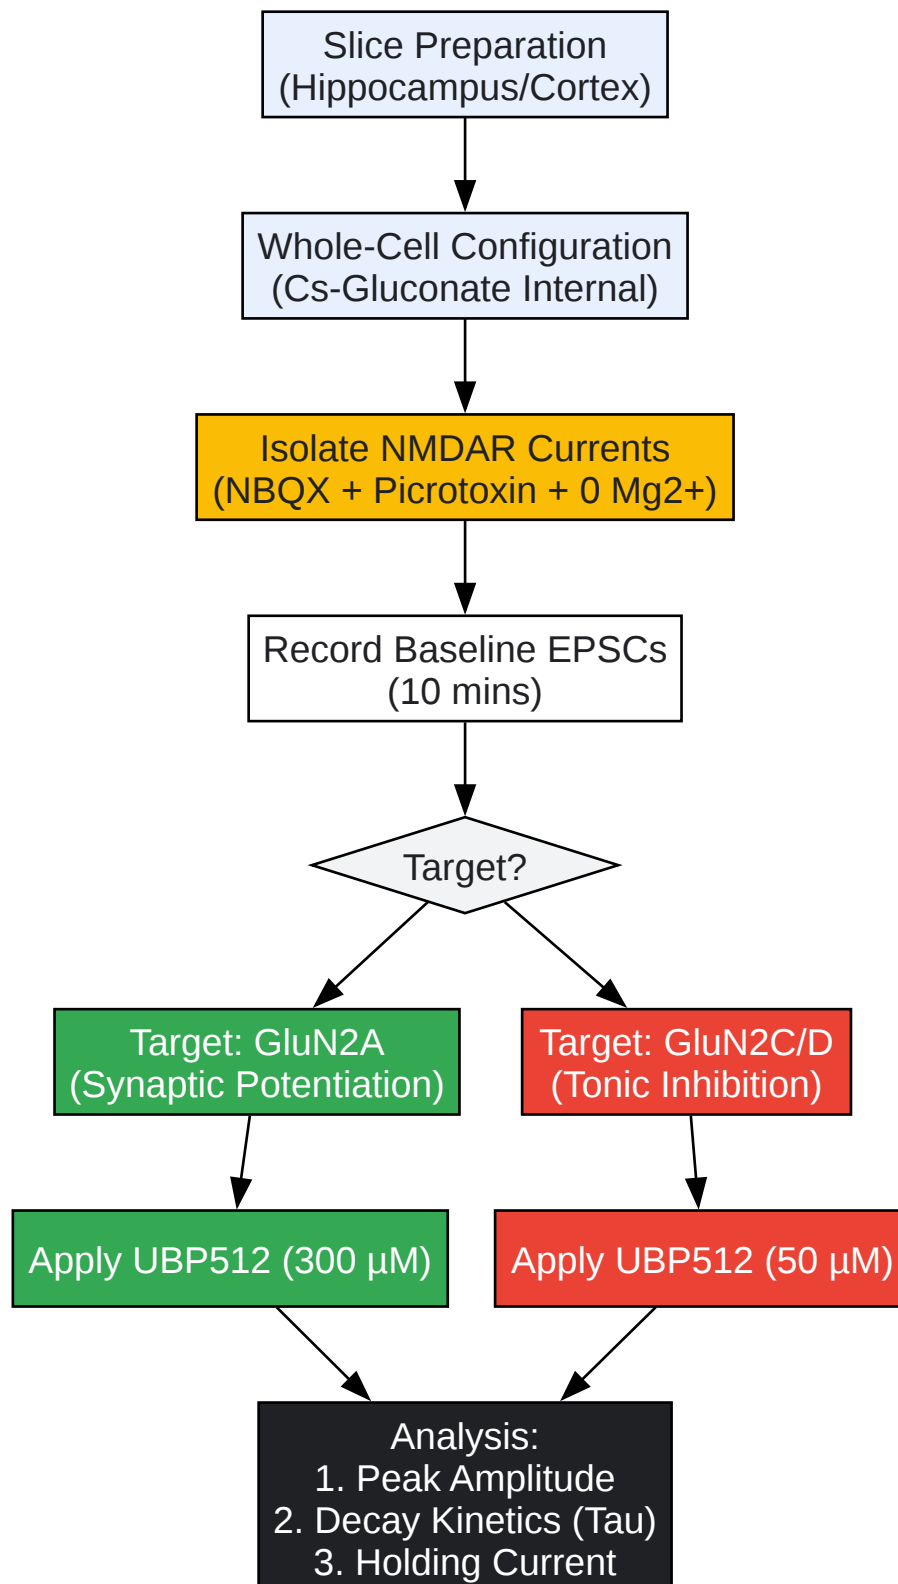 Slice Preparation
(Hippocampus/Cortex)
Whole-Cell Configuration
(Cs-Gluconate Internal)
Isolate NMDAR Currents
(NBQX + Picrotoxin + 0 Mg2+)
Record Baseline EPSCs
(10 mins)
Target?
Target: GluN2A
(Synaptic Potentiation)
Target: GluN2C/D
(Tonic Inhibition)
Apply UBP512 (300 µM)
Apply UBP512 (50 µM)
Analysis:
1. Peak Amplitude
2. Decay Kinetics (Tau)
3. Holding Current